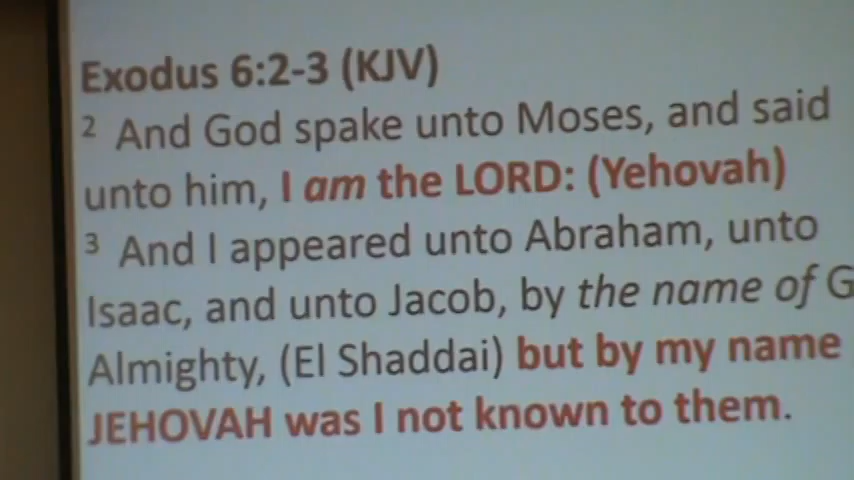 Exodus 6:2-3 (KJV)
2 And God spake unto Moses, and said
unto him, I am the LORD: (Yehovah)
3 And I appeared unto Abraham, unto
Isaac, and unto Jacob, by the name of G
Almighty, (El Shaddai) but by my name
JEHOVAH was I not known to them.